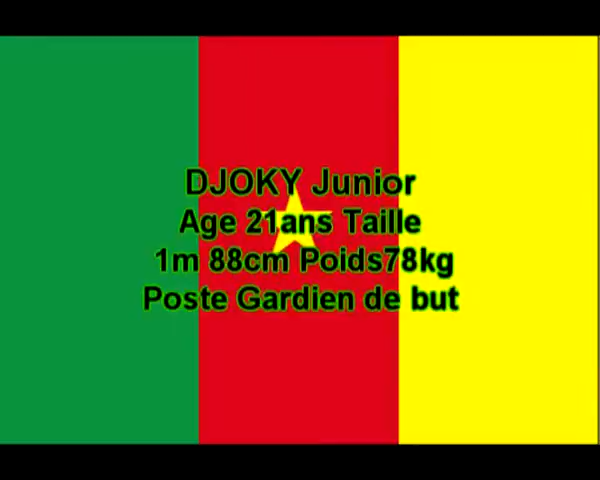 DJOKY Junior
Age 21ans Taille
1m 88cm Poids78kg
Poste Gardien de but